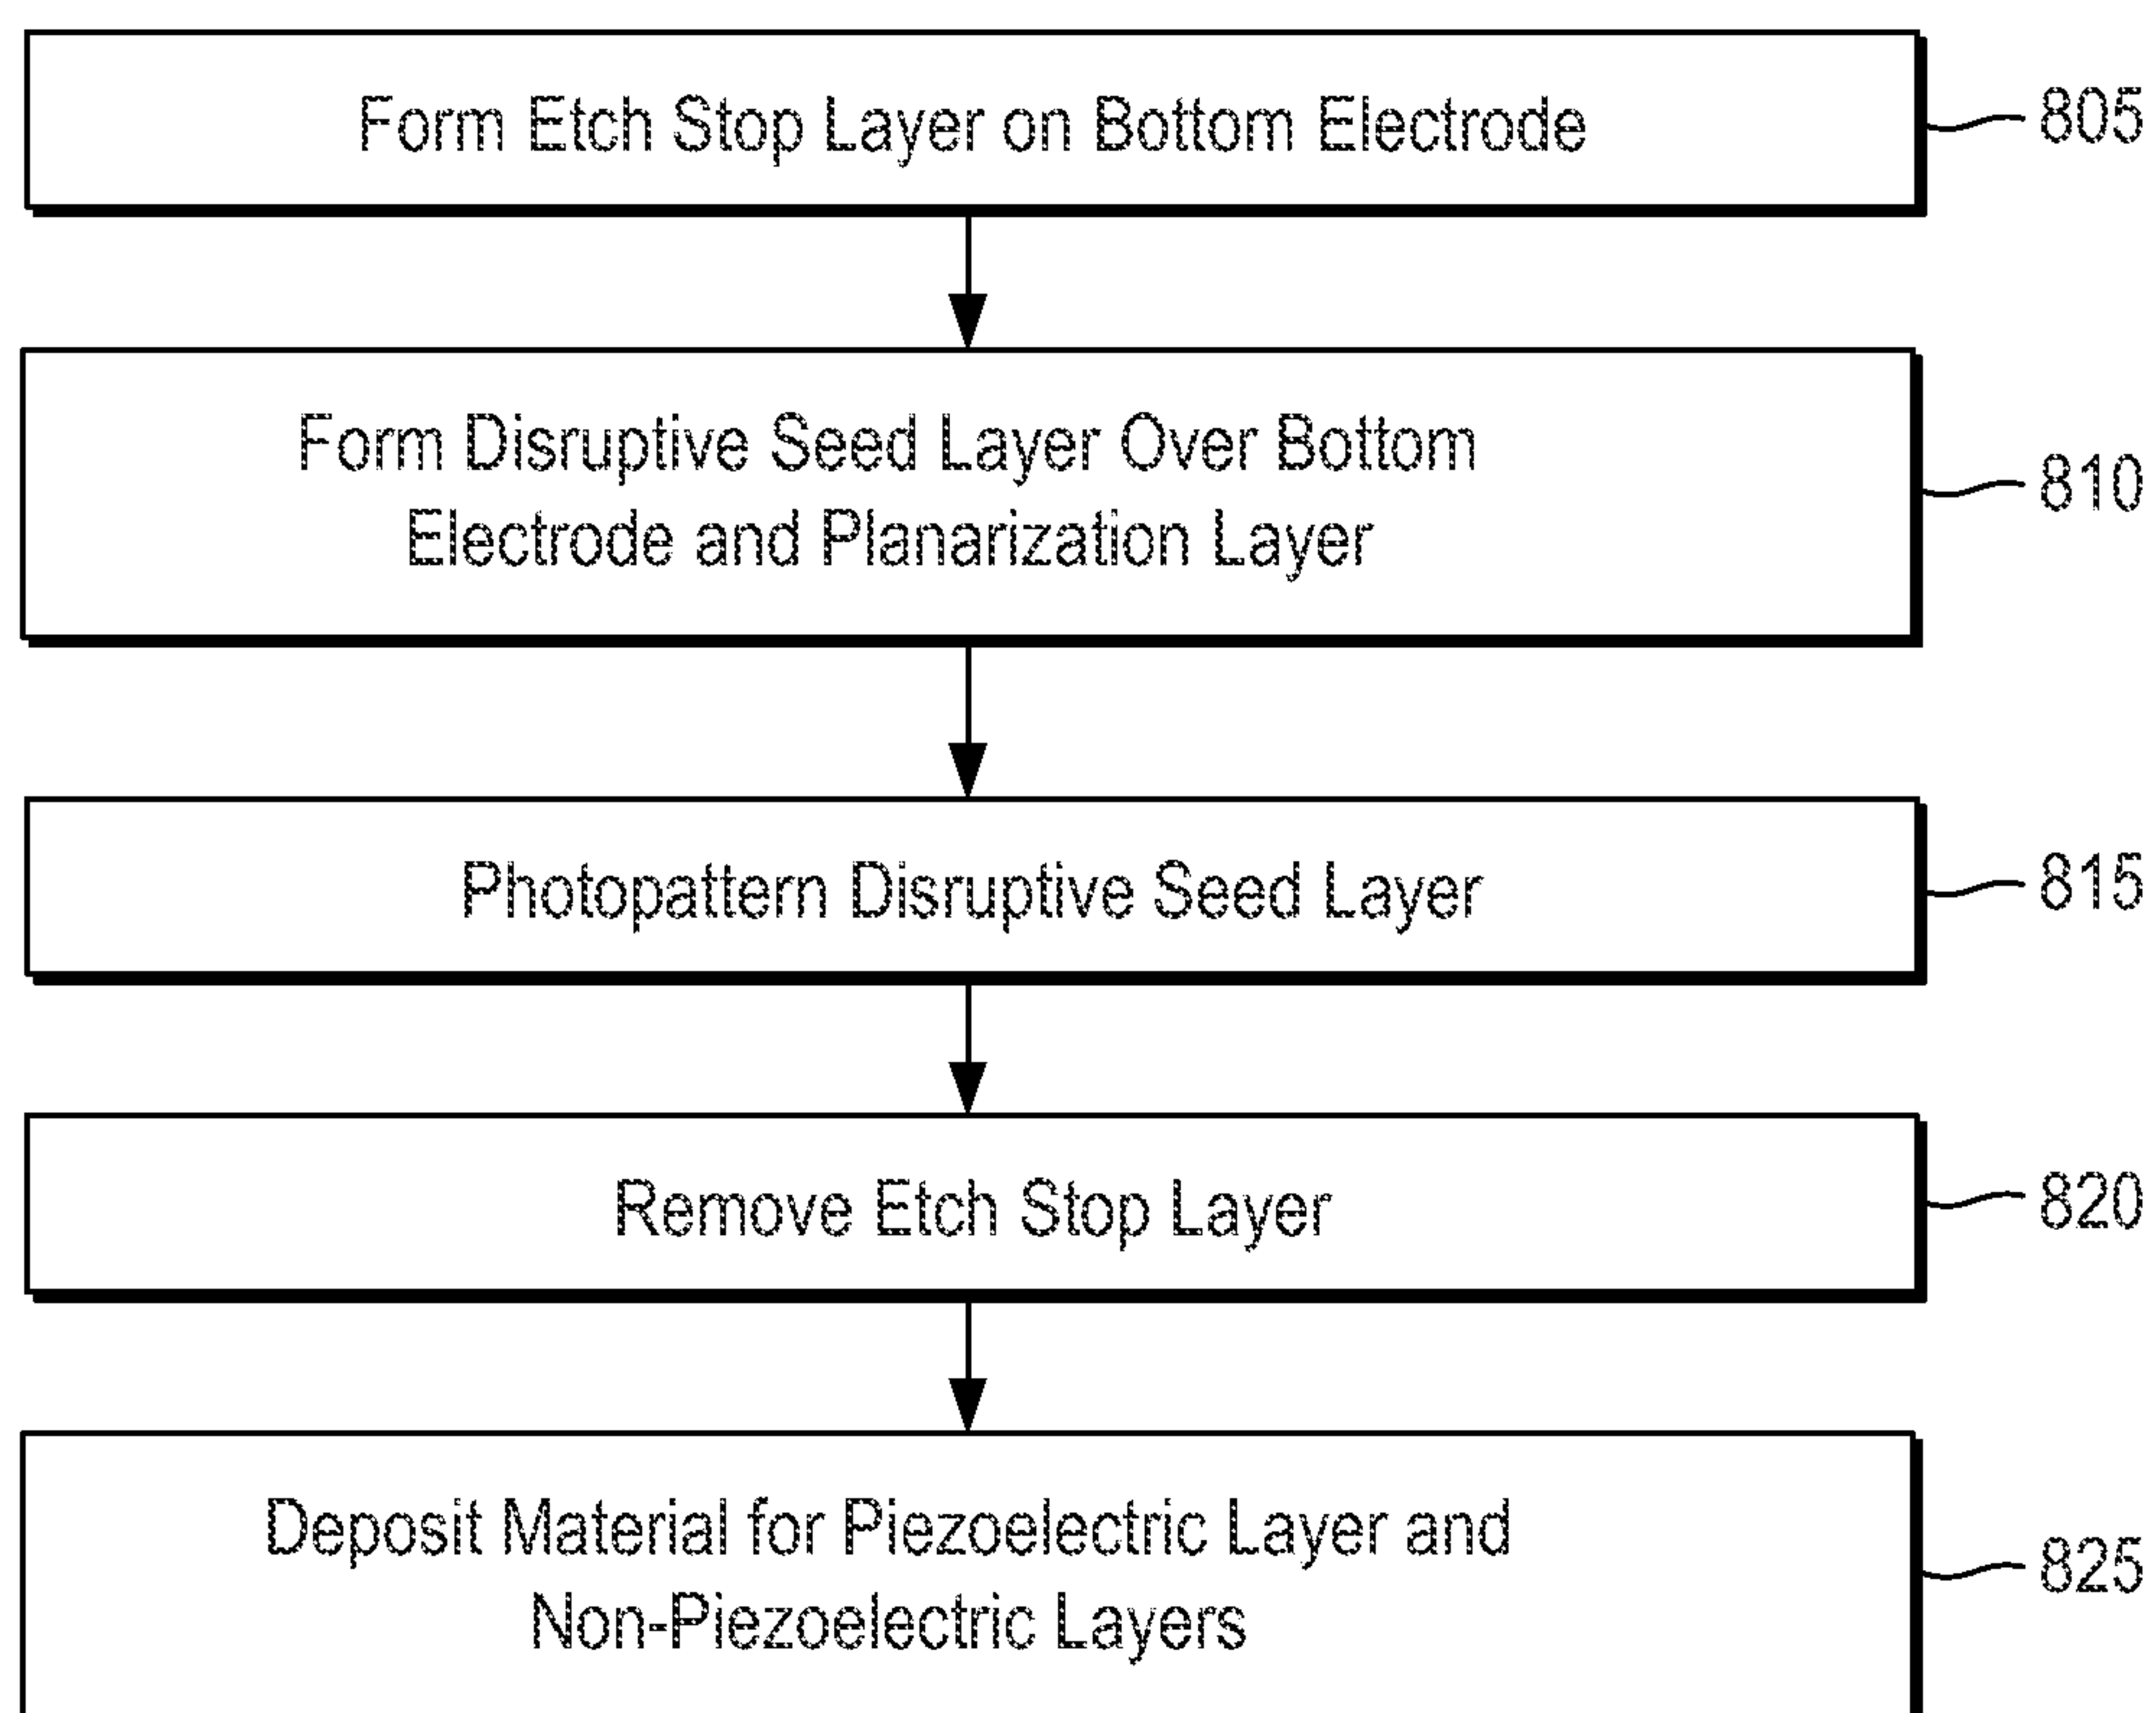 Form Etch Stop Layer on Bottom Electrode
805
Form Disruptive Seed Layer Over Bottom
Electrode and Planarization Layer
810
Photopattern Disruptive Seed Layer
815
Remove Etch Stop Layer
820
Deposit Material for Piezoelectric Layer and
Non-Piezoelectric Layers
825